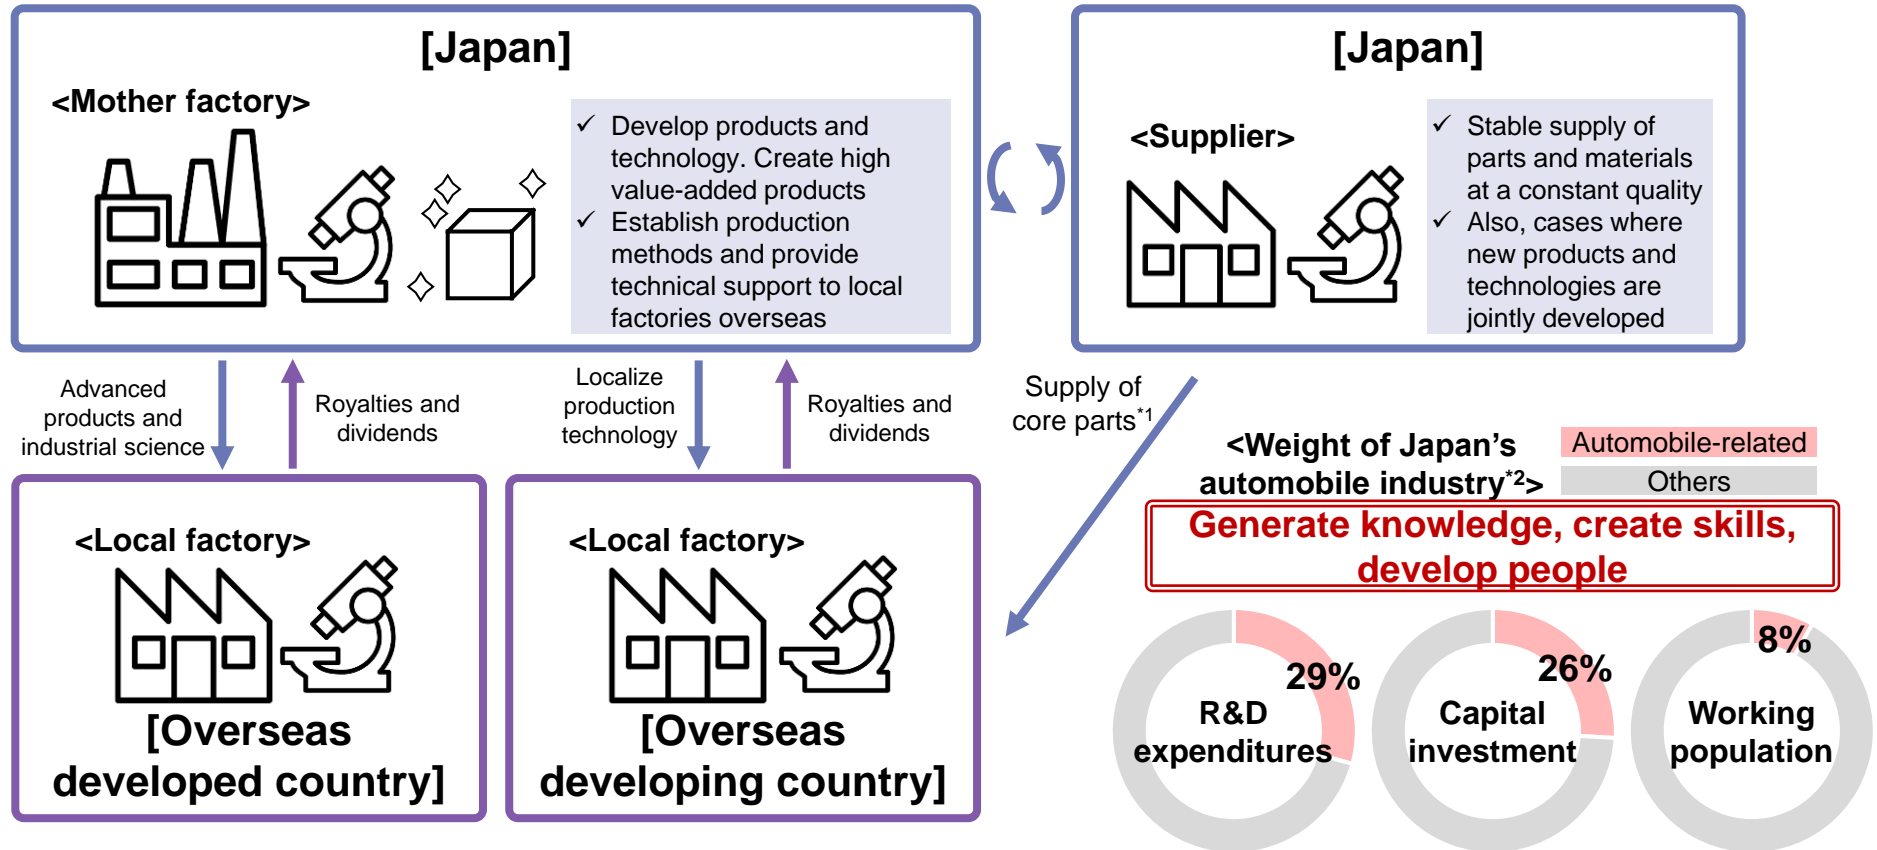 [Japan]
<Mother factory>
✓ Develop products and
technology. Create high
value-added products
✓ Establish production
methods and provide
technical support to local
factories overseas
[Japan]
<Supplier>
✓ Stable supply of
parts and materials
at a constant quality
✓ Also, cases where
new products and
technologies are
jointly developed
Advanced
products and
industrial science
Royalties and
dividends
Localize
production
technology
Royalties and
dividends
Supply of
core parts*1
<Local factory>
[Overseas
developed country]
<Local factory>
[Overseas
developing country]
<Weight of Japan’s
automobile industry*2>
Automobile-related
Others
Generate knowledge, create skills,
develop people
29%
R&D
expenditures
26%
Capital
investment
8%
Working
population